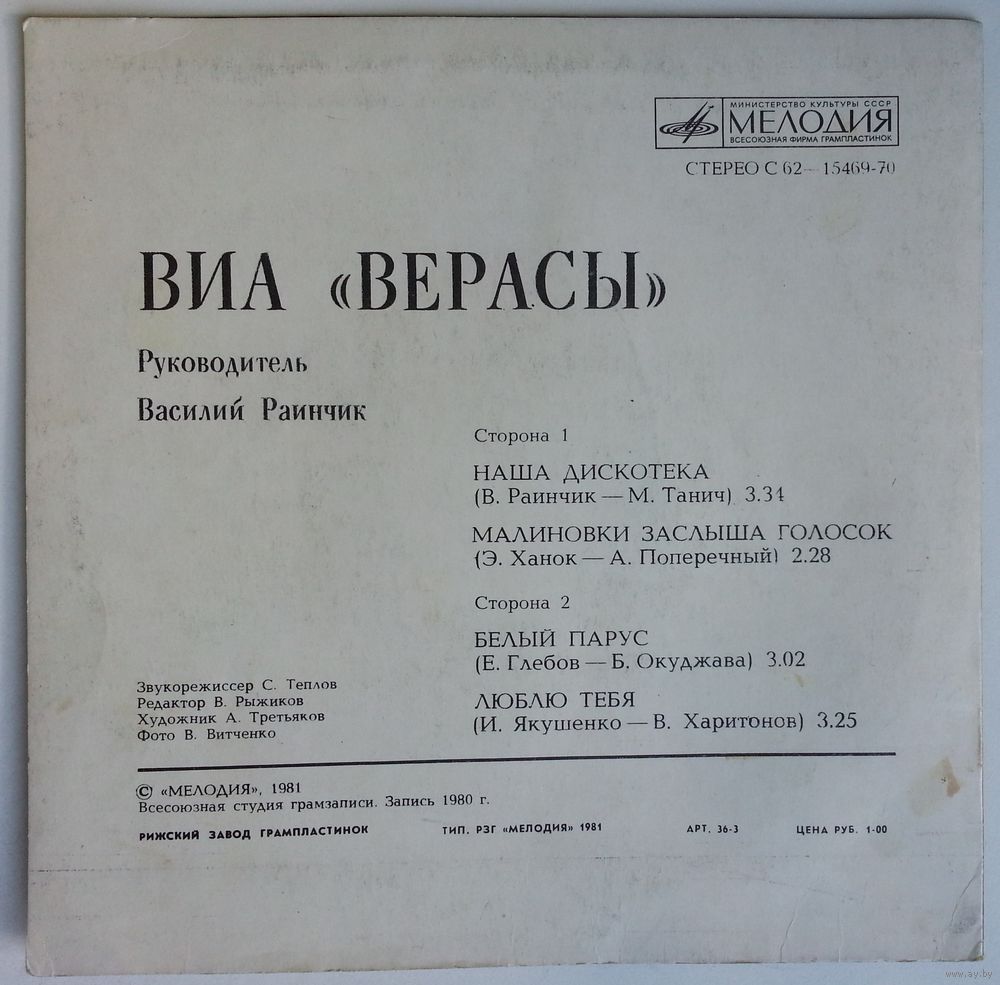 МИНИСТЕРСТВО КУЛЬТУРЫ СССР
МЕЛОДИЯ
ВСЕСОЮЗНАЯ ФИРМА ГРАМПЛАСТИНОК
СТЕРЕО С 62— 15469-70
ВИА «ВЕРАСЫ»
Руководитель
Василий Раинчик
Сторона 1
НАША ДИСКОТЕКА
(В. Раинчик — М. Танич) 3.34
МАЛИНОВКИ ЗАСЛЫША ГОЛОСОК
(Э. Ханок — А. Поперечный) 2.28
Сторона 2
БЕЛЫЙ ПАРУС
(Е. Глебов — Б. Окуджава) 3.02
ЛЮБЛЮ ТЕБЯ
(И. Якушенко — В. Харитонов) 3.25
Звукорежиссер С. Теплов
Редактор В. Рыжиков
Художник А. Третьяков
Фото В. Витченко
© «МЕЛОДИЯ», 1981
Всесоюзная студия грамзаписи. Запись 1980 г.
РИЖСКИЙ ЗАВОД ГРАМПЛАСТИНОК ТИП. РЗГ «МЕЛОДИЯ» 1981 АРТ. 36-3 ЦЕНА РУБ. 1-00
www.ay.by